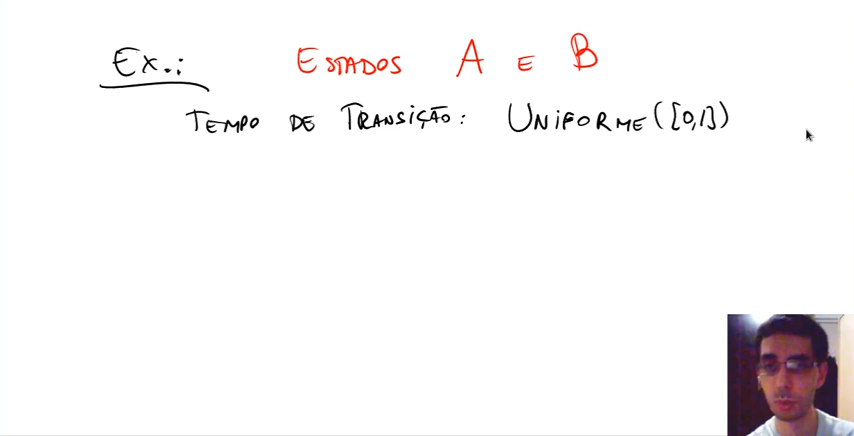 Ex.: ESTADOS A E B
TEMPO DE TRANSIÇÃO: UNIFORME([0,1])